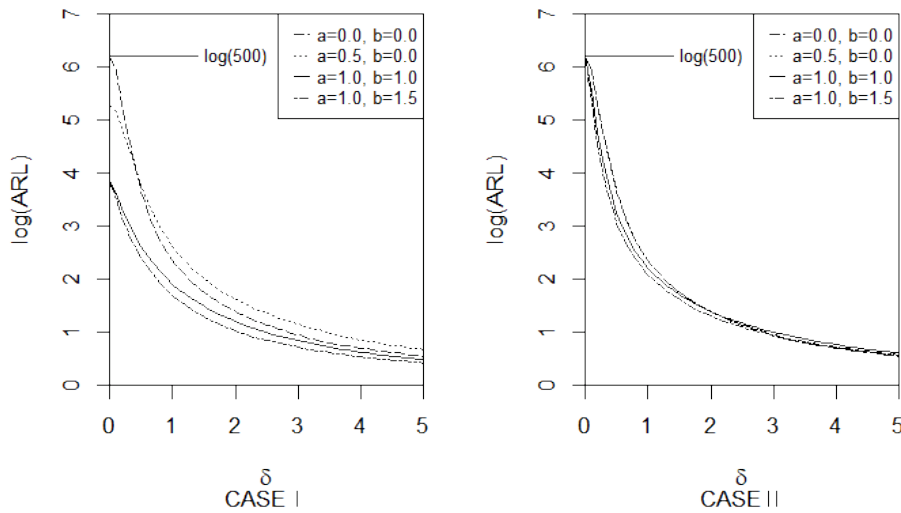 log(ARL)
7
6
5
4
3
2
1
0
log(500)
a=0.0, b=0.0
a=0.5, b=0.0
a=1.0, b=1.0
a=1.0, b=1.5
0 1 2 3 4 5
δ
CASE I
log(ARL)
7
6
5
4
3
2
1
0
log(500)
a=0.0, b=0.0
a=0.5, b=0.0
a=1.0, b=1.0
a=1.0, b=1.5
0 1 2 3 4 5
δ
CASE II